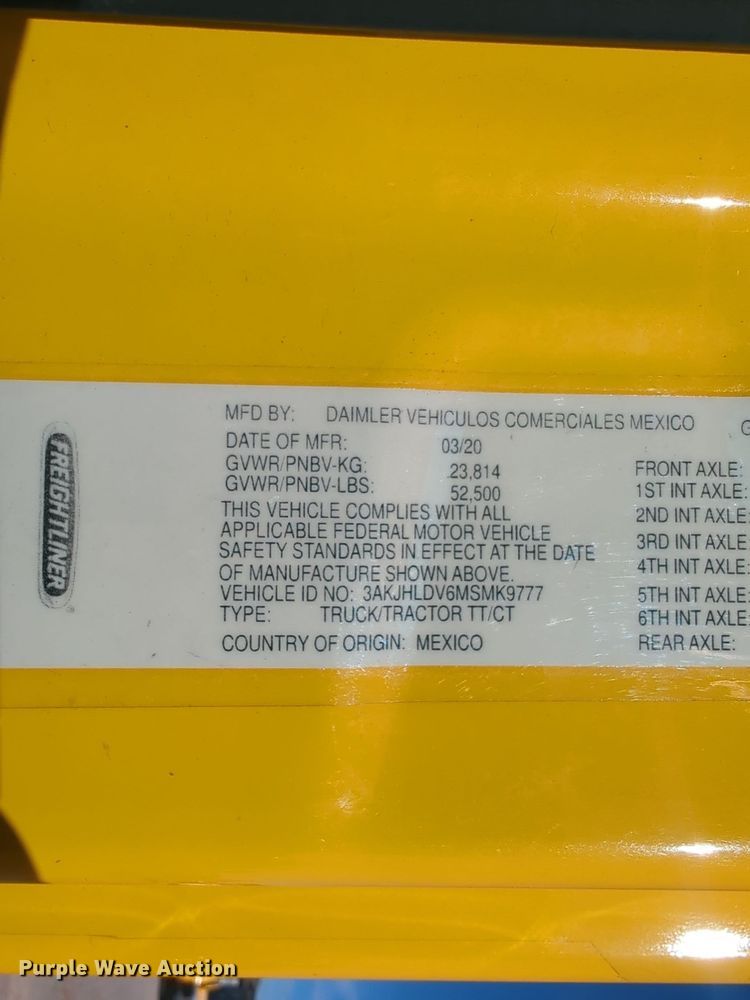 FREIGHTLINER®
MFD BY: DAIMLER VEHICULOS COMERCIALES MEXICO
DATE OF MFR: 03/20
GVWR/PNBV-KG: 23,814
GVWR/PNBV-LBS: 52,500
THIS VEHICLE COMPLIES WITH ALL
APPLICABLE FEDERAL MOTOR VEHICLE
SAFETY STANDARDS IN EFFECT AT THE DATE
OF MANUFACTURE SHOWN ABOVE.
VEHICLE ID NO: 3AKJHLDV6MSMK9777
TYPE: TRUCK/TRACTOR TT/CT
COUNTRY OF ORIGIN: MEXICO
FRONT AXLE:
1ST INT AXLE:
2ND INT AXLE:
3RD INT AXLE
4TH INT AXLE:
5TH INT AXLE:
6TH INT AXLE:
REAR AXLE:
Purple Wave Auction